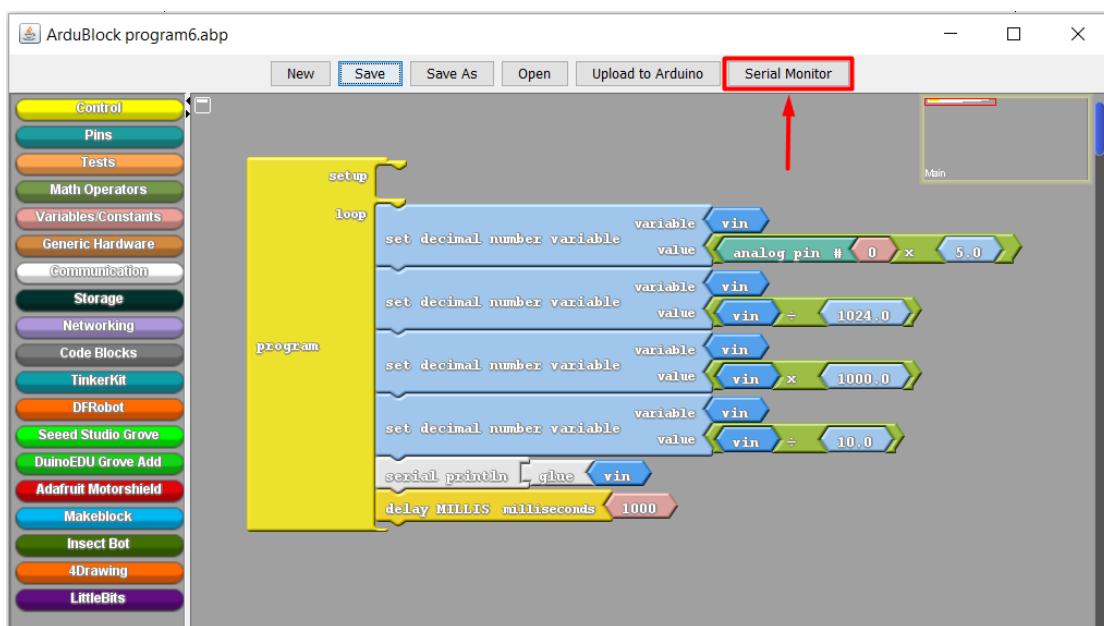 ArduBlock program6.abp
New Save Save As Open Upload to Arduino Serial Monitor
Control
Pins
Tests
Math Operators
Variables/Constants
Generic Hardware
Communication
Storage
Networking
Code Blocks
TinkerKit
DFRobot
Seeed Studio Grove
DuinoEDU Grove Add
Adafruit Motorshield
Makeblock
Insect Bot
4Drawing
LittleBits
Main
program
setup
loop
set decimal number variable
variable vin
value analog pin # 0 x 5.0
set decimal number variable
variable vin
value vin ÷ 1024.0
set decimal number variable
variable vin
value vin x 1000.0
set decimal number variable
variable vin
value vin ÷ 10.0
serial println glue vin
delay MILLIS milliseconds 1000